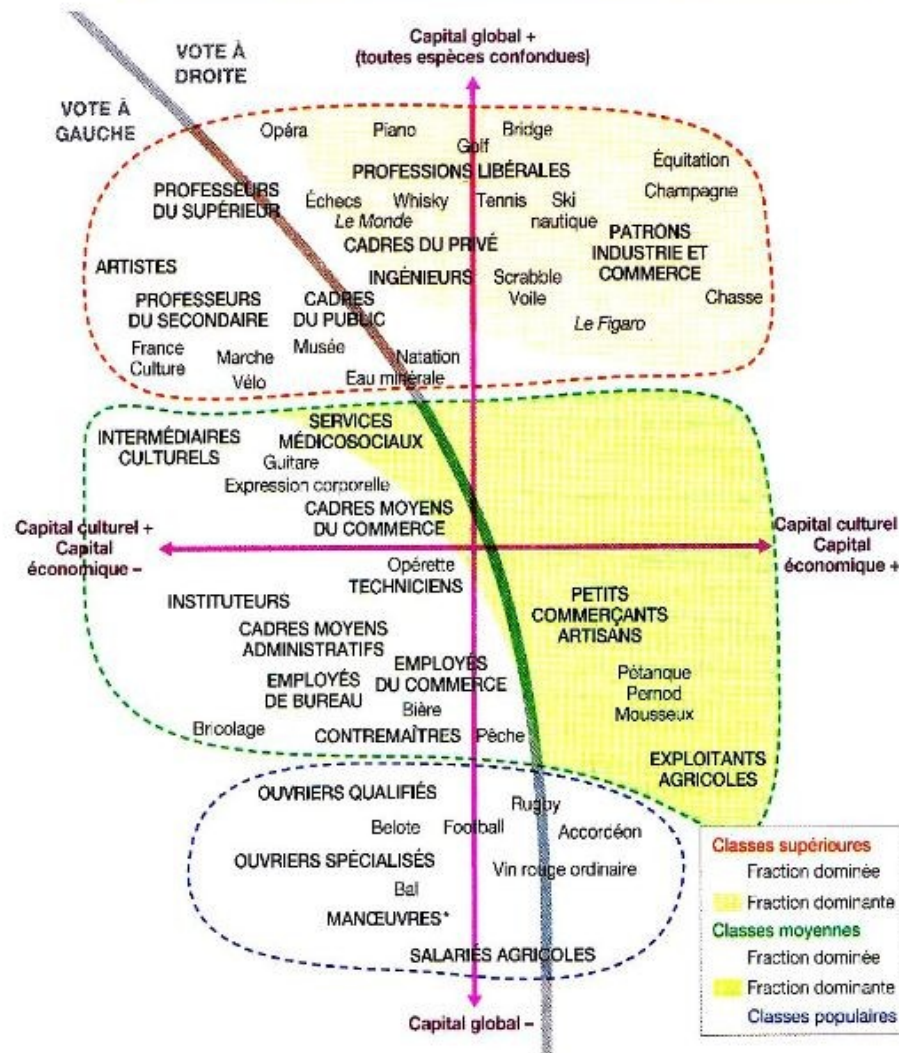 Capital global +
(toutes espèces confondues)
VOTE À
DROITE
VOTE À
GAUCHE
Opéra
Piano
Bridge
Golf
Équitation
PROFESSIONS LIBÉRALES
PROFESSEURS
DU SUPÉRIEUR
Échecs
Whisky
Tennis
Ski
nautique
Champagne
Le Monde
CADRES DU PRIVÉ
PATRONS
INDUSTRIE ET
COMMERCE
ARTISTES
INGÉNIEURS
Scrabble
Voile
Chasse
PROFESSEURS
DU SECONDAIRE
CADRES
DU PUBLIC
Le Figaro
France
Culture
Marche
Vélo
Musée
Natation
Eau minérale
INTERMÉDIAIRES
CULTURELS
SERVICES
MÉDICOSOCIAUX
Guitare
Expression corporelle
CADRES MOYENS
DU COMMERCE
Capital culturel +
Capital
économique –
Capital culturel
Capital
économique +
Opérette
TECHNICIENS
INSTITUTEURS
PETITS
COMMERÇANTS
ARTISANS
CADRES MOYENS
ADMINISTRATIFS
EMPLOYÉS
DE BUREAU
EMPLOYÉS
DU COMMERCE
Pétanque
Pernod
Mousseux
Bière
Bricolage
CONTREMAÎTRES
Pêche
EXPLOITANTS
AGRICOLES
OUVRIERS QUALIFIÉS
Rugby
Belote
Football
Accordéon
OUVRIERS SPÉCIALISÉS
Vin rouge ordinaire
Bal
MANŒUVRES*
SALARIÉS AGRICOLES
Capital global –
Classes supérieures
Fraction dominée
Fraction dominante
Classes moyennes
Fraction dominée
Fraction dominante
Classes populaires